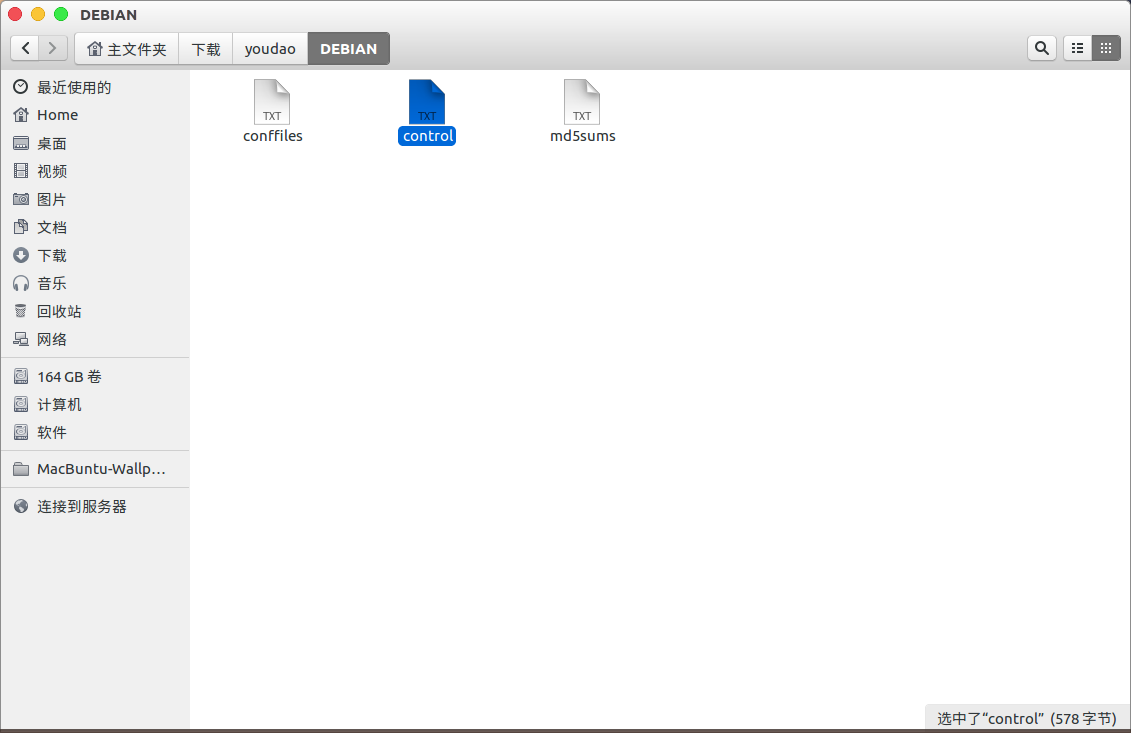 DEBIAN
主文件夹 下载 youdao DEBIAN
最近使用的
Home
桌面
视频
图片
文档
下载
音乐
回收站
网络
164 GB 卷
计算机
软件
MacBuntu-Wallp…
连接到服务器
TXT TXT TXT
conffiles control md5sums
选中了“control” (578 字节)